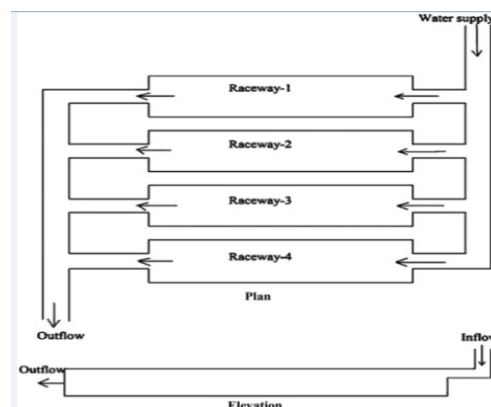 Water supply
Raceway-1
Raceway-2
Raceway-3
Raceway-4
Plan
Outflow
Inflow
Outflow
Elevation